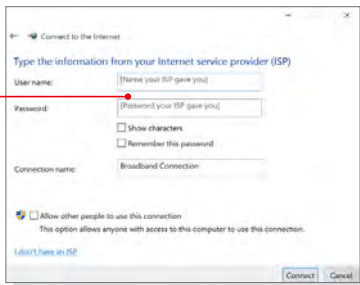 Connect to the Internet
Type the information from your Internet service provider (ISP)
User name: [Name your ISP gave you]
Password: [Password your ISP gave you]
Show characters
Remember this password
Connection name: Broadband Connection
Allow other people to use this connection
This option allows anyone with access to this computer to use this connection.
I don't have an ISP
Connect Cancel